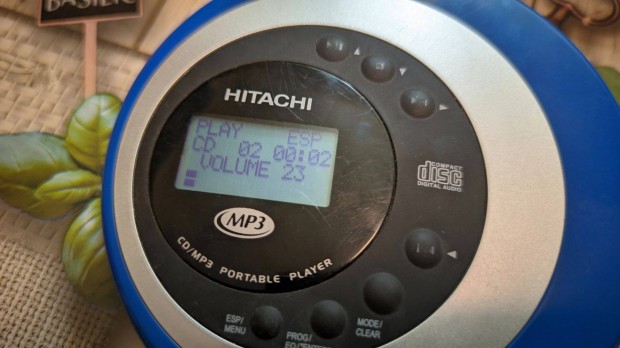 BASILIC
HITACHI
PLAY ESP
CD 02 00:02
VOLUME 23
COMPACT
disc
DIGITAL AUDIO
MP3
CD/MP3 PORTABLE PLAYER
ESP/
MENU
PROG/
MODE/
CLEAR